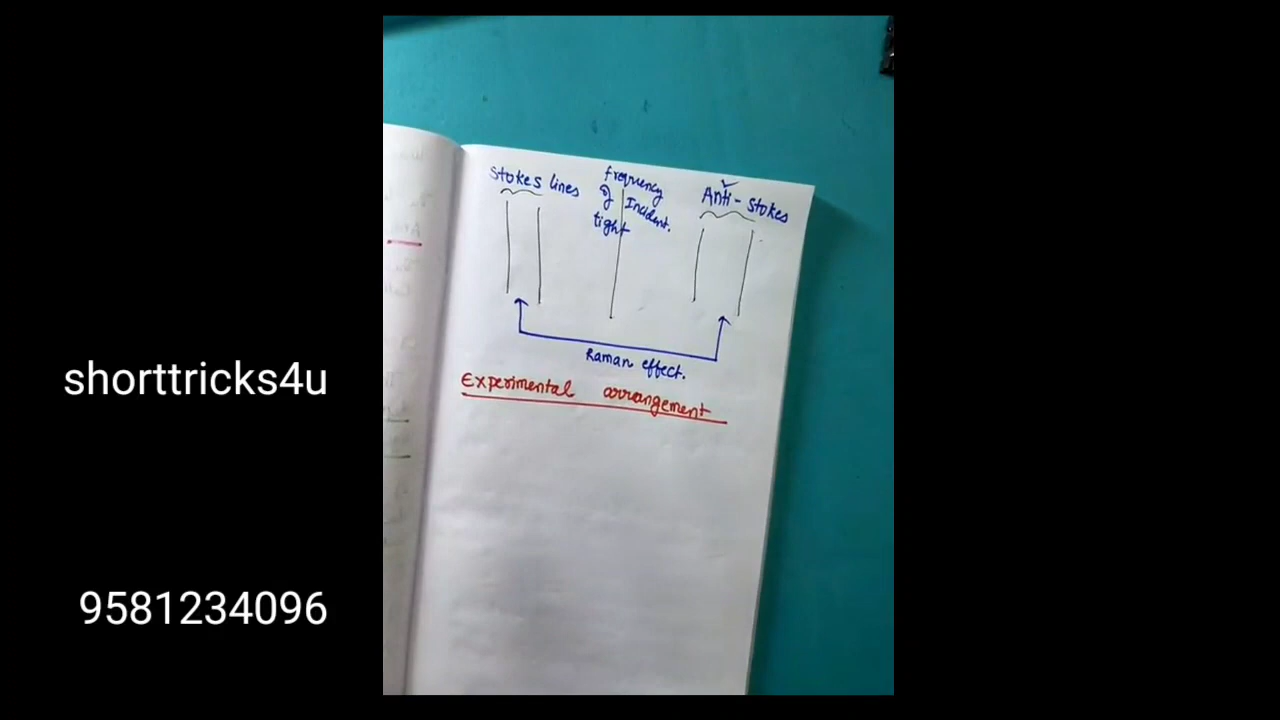 Stokes lines
frequency
of Incident.
light
Anti-Stokes
Raman effect.
Experimental arrangement
shorttricks4u
9581234096